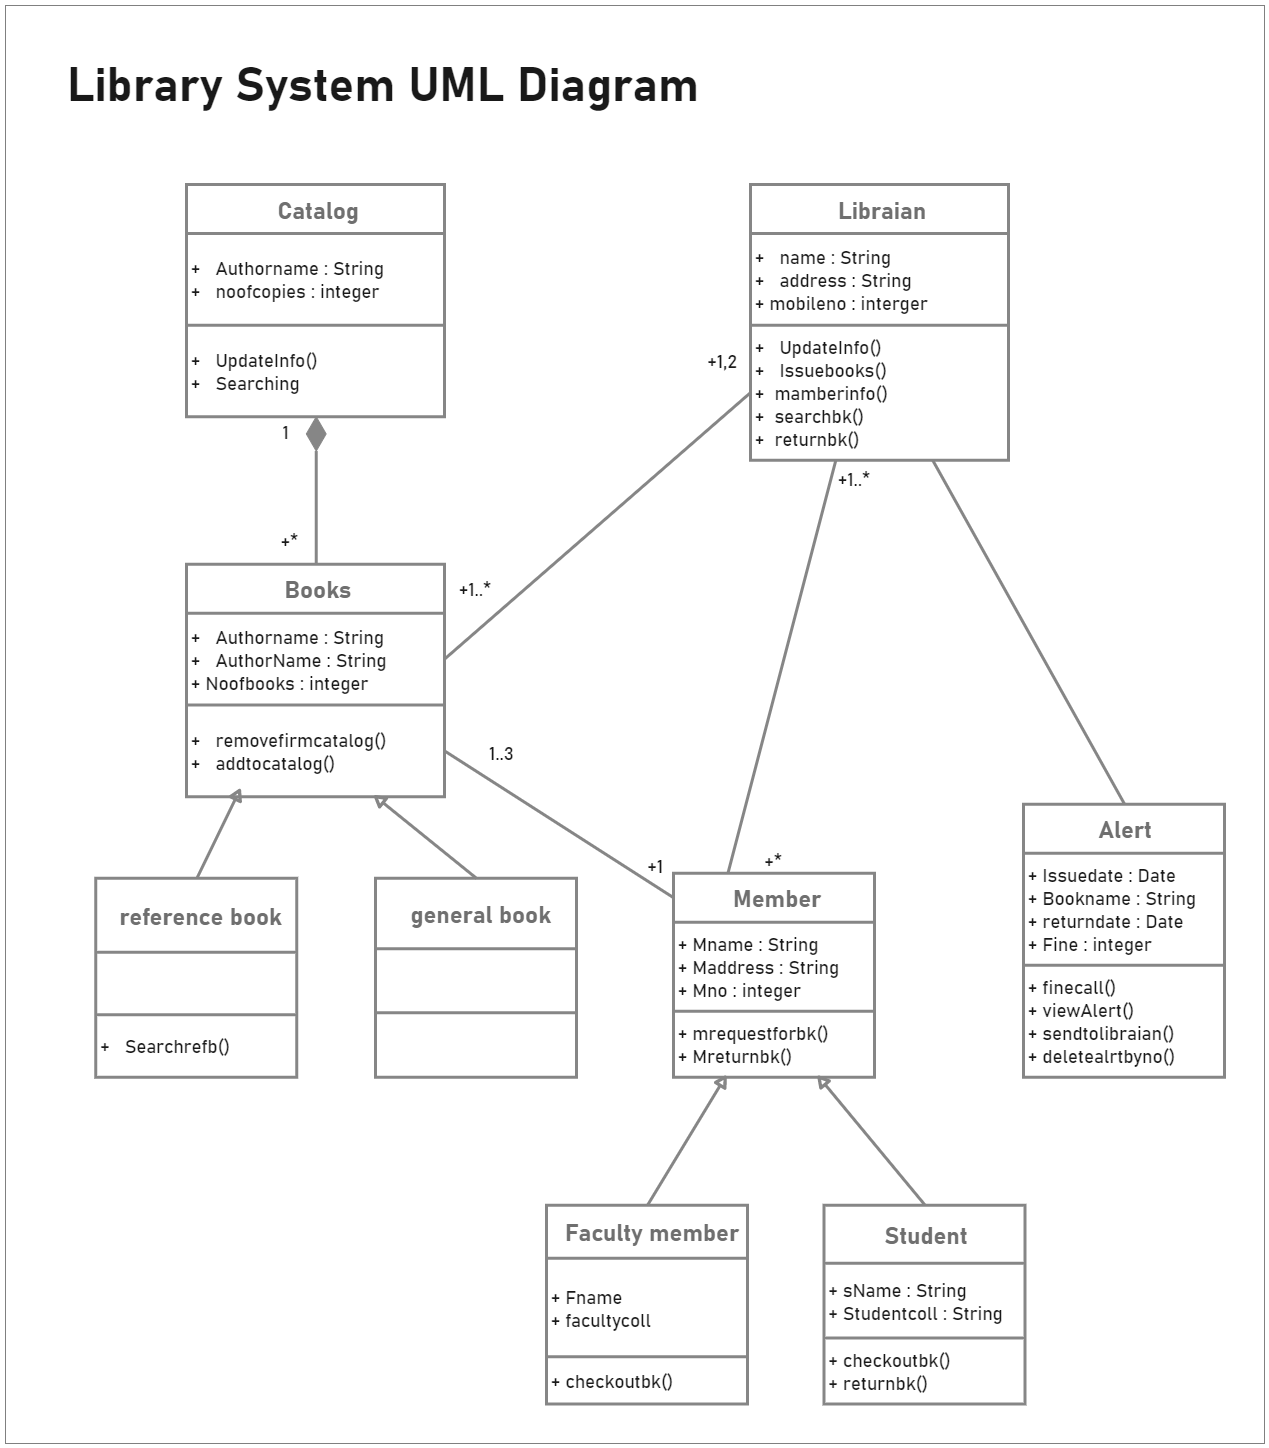 Library System UML Diagram
Catalog
+ Authorname : String
+ noofcopies : integer
+ UpdateInfo()
+ Searching
1
+*
Libraian
+ name : String
+ address : String
+ mobileno : interger
+ UpdateInfo()
+ Issuebooks()
+ mamberinfo()
+ searchbk()
+ returnbk()
+1,2
+1..*
Books
+ Authorname : String
+ AuthorName : String
+ Noofbooks : integer
+ removefirmcatalog()
+ addtocatalog()
+1..*
1..3
+1
+*
reference book
+ Searchrefb()
general book
Member
+ Mname : String
+ Maddress : String
+ Mno : integer
+ mrequestforbk()
+ Mreturnbk()
Alert
+ Issuedate : Date
+ Bookname : String
+ returndate : Date
+ Fine : integer
+ finecall()
+ viewAlert()
+ sendtolibraian()
+ deletealrtbyno()
Faculty member
+ Fname
+ facultycoll
+ checkoutbk()
Student
+ sName : String
+ Studentcoll : String
+ checkoutbk()
+ returnbk()